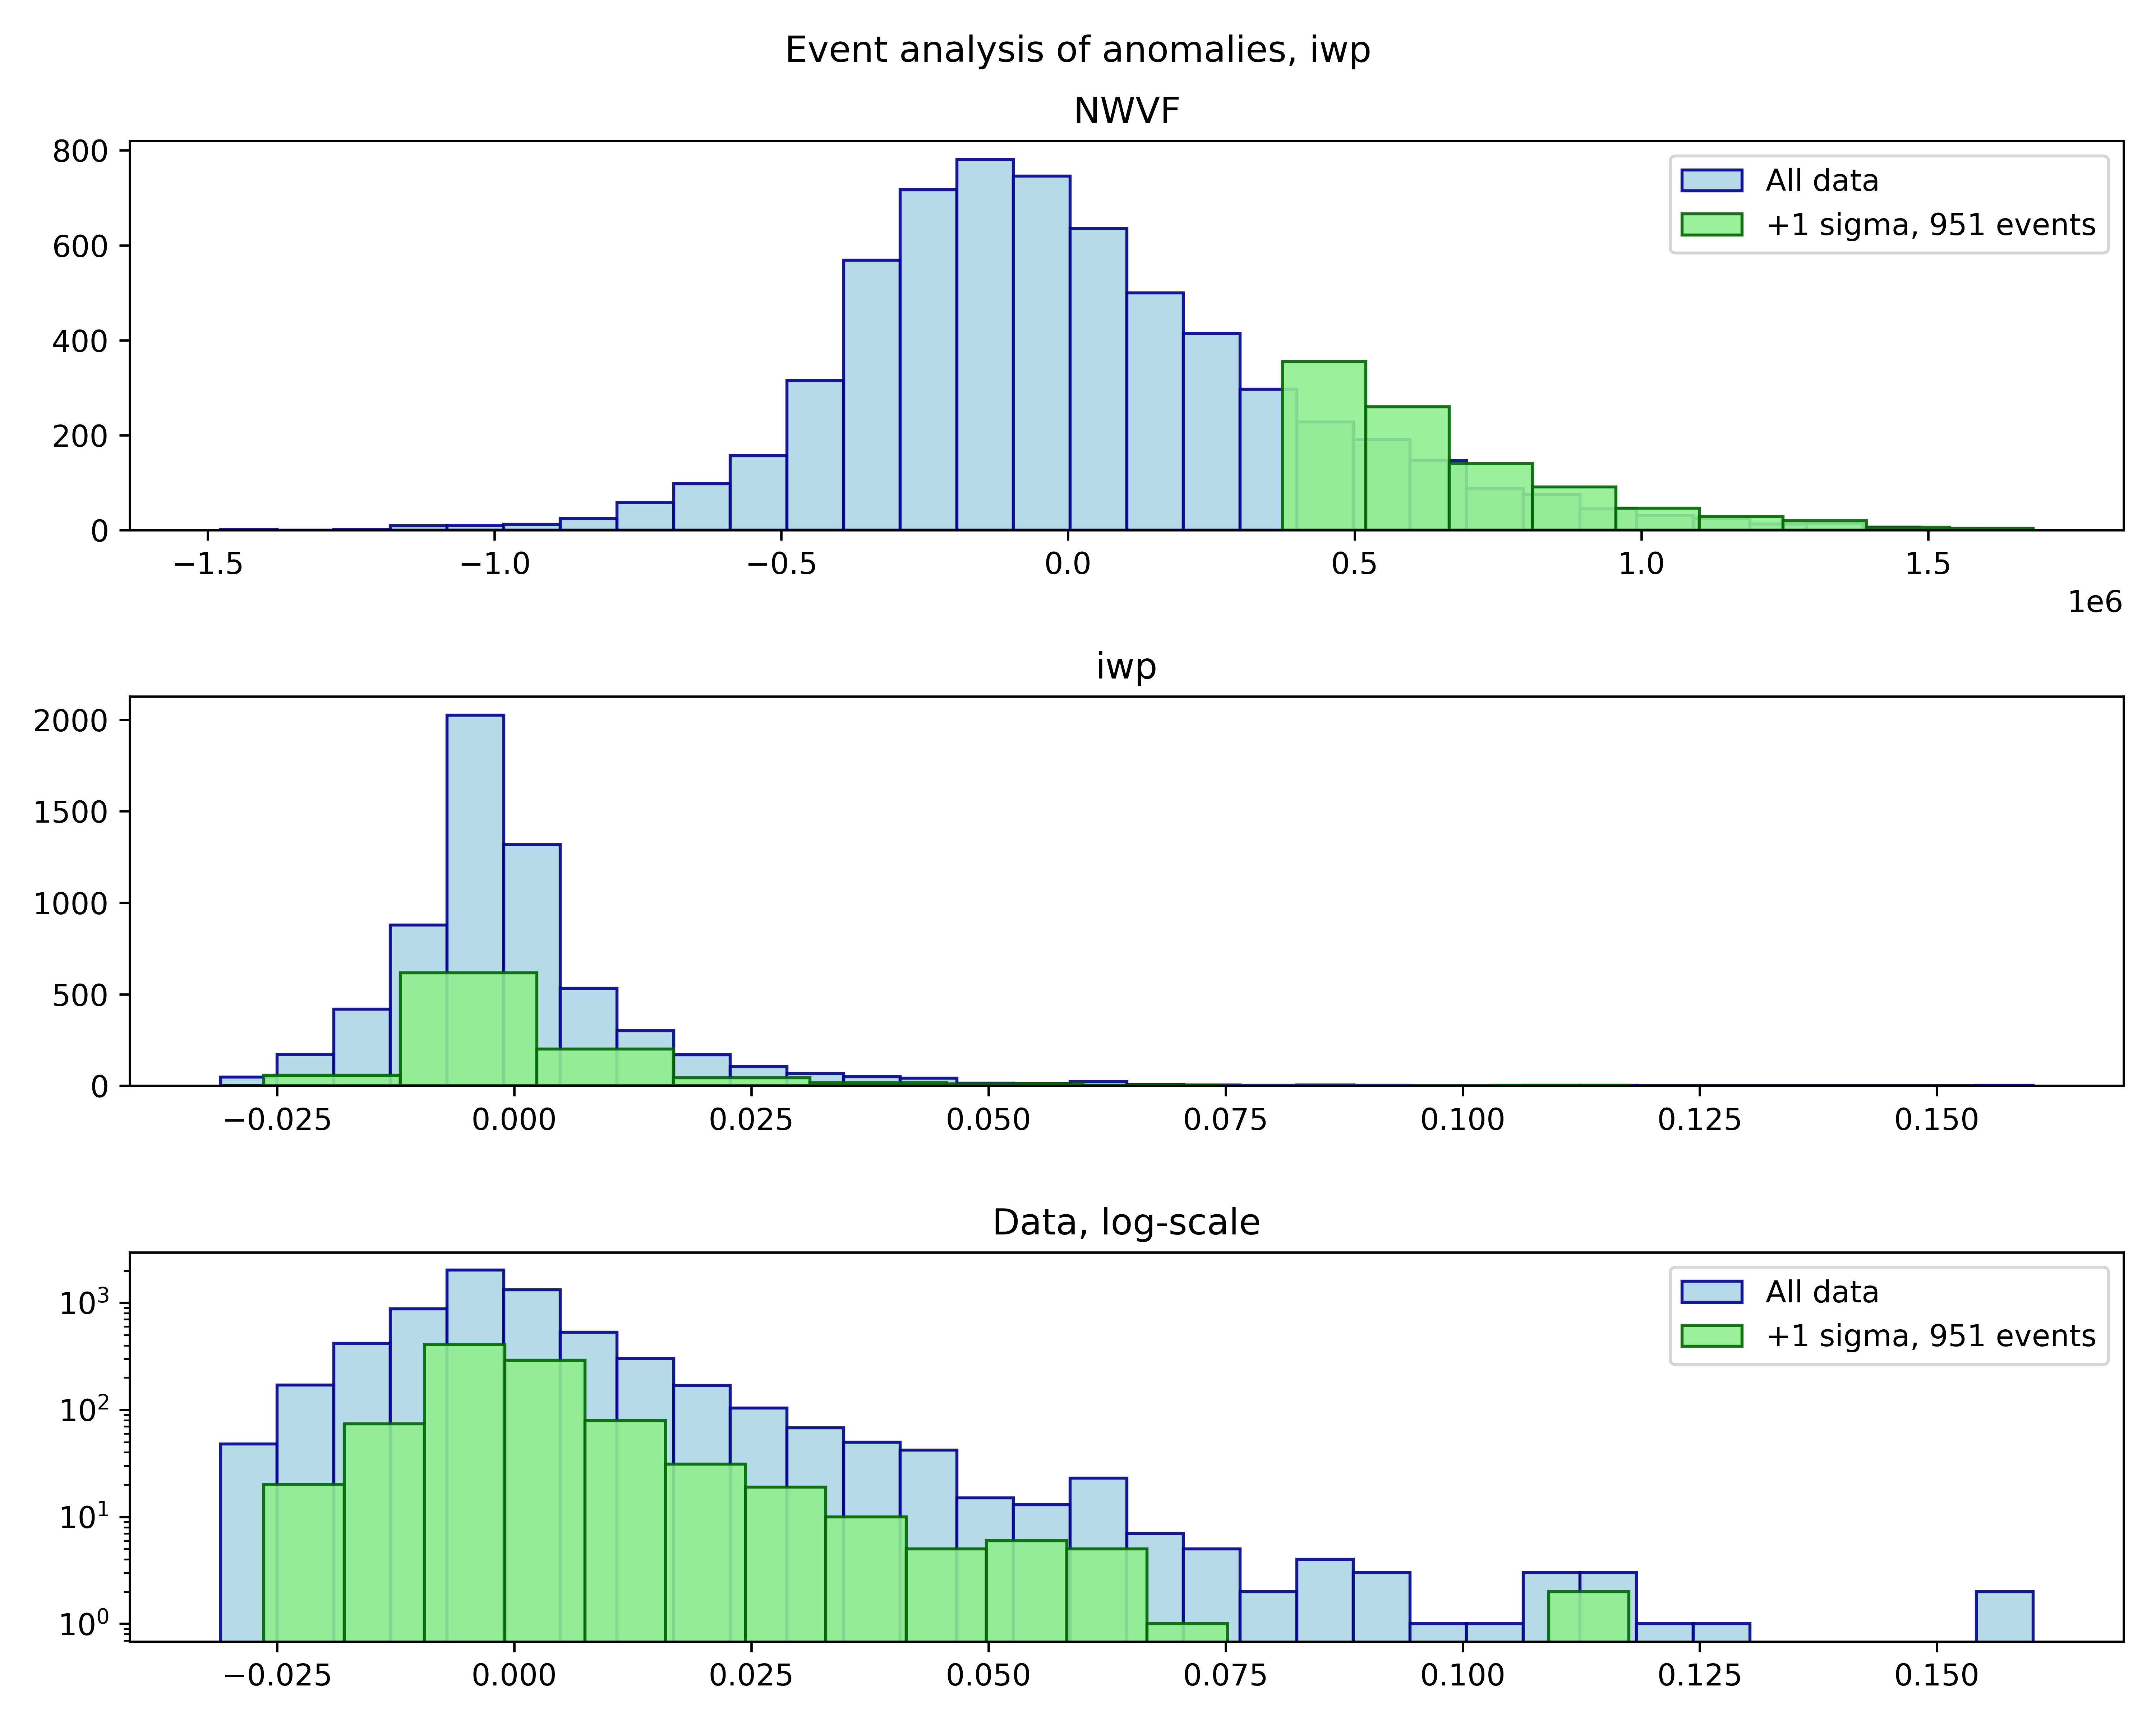 Event analysis of anomalies, iwp
NWVF
800
600
400
200
0
All data
+1 sigma, 951 events
−1.5 −1.0 −0.5 0.0 0.5 1.0 1.5
1e6
iwp
2000
1500
1000
500
0
−0.025 0.000 0.025 0.050 0.075 0.100 0.125 0.150
Data, log-scale
10³
10²
10¹
10⁰
All data
+1 sigma, 951 events
−0.025 0.000 0.025 0.050 0.075 0.100 0.125 0.150